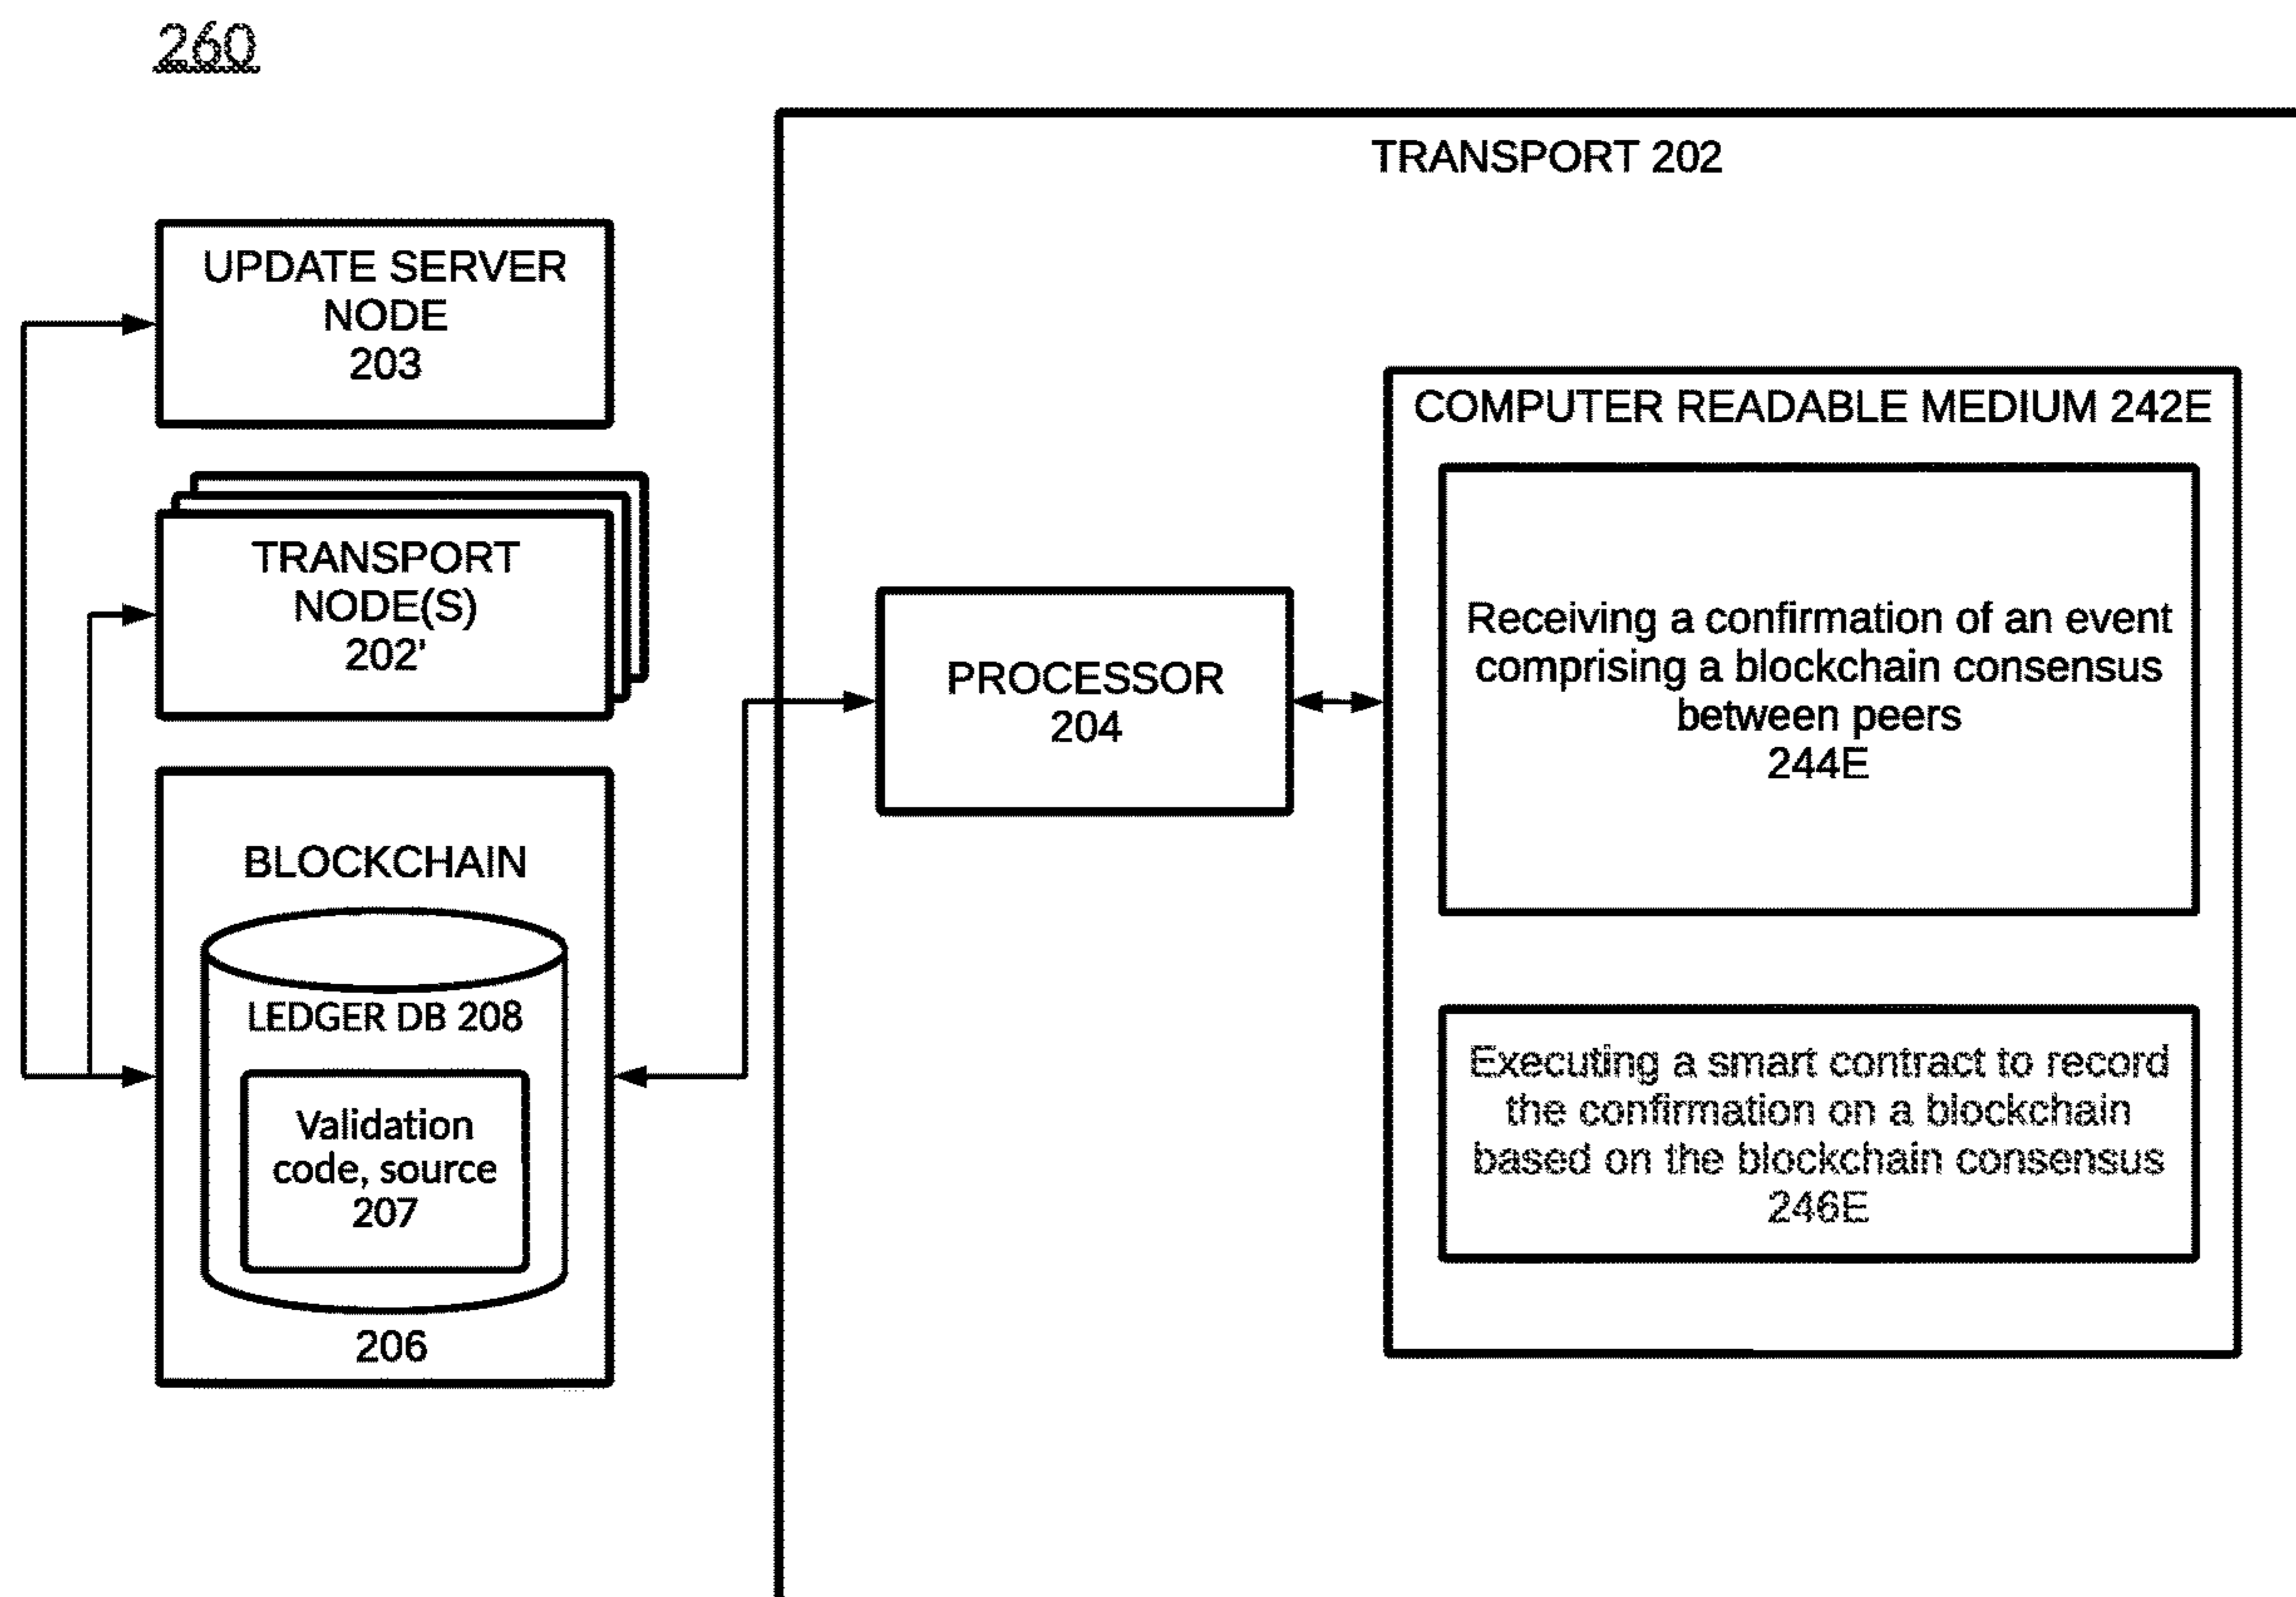 260
TRANSPORT 202
UPDATE SERVER
NODE
203
TRANSPORT
NODE(S)
202’
BLOCKCHAIN
LEDGER DB 208
Validation
code, source
207
206
PROCESSOR
204
COMPUTER READABLE MEDIUM 242E
Receiving a confirmation of an event
comprising a blockchain consensus
between peers
244E
Executing a smart contract to record
the confirmation on a blockchain
based on the blockchain consensus
246E